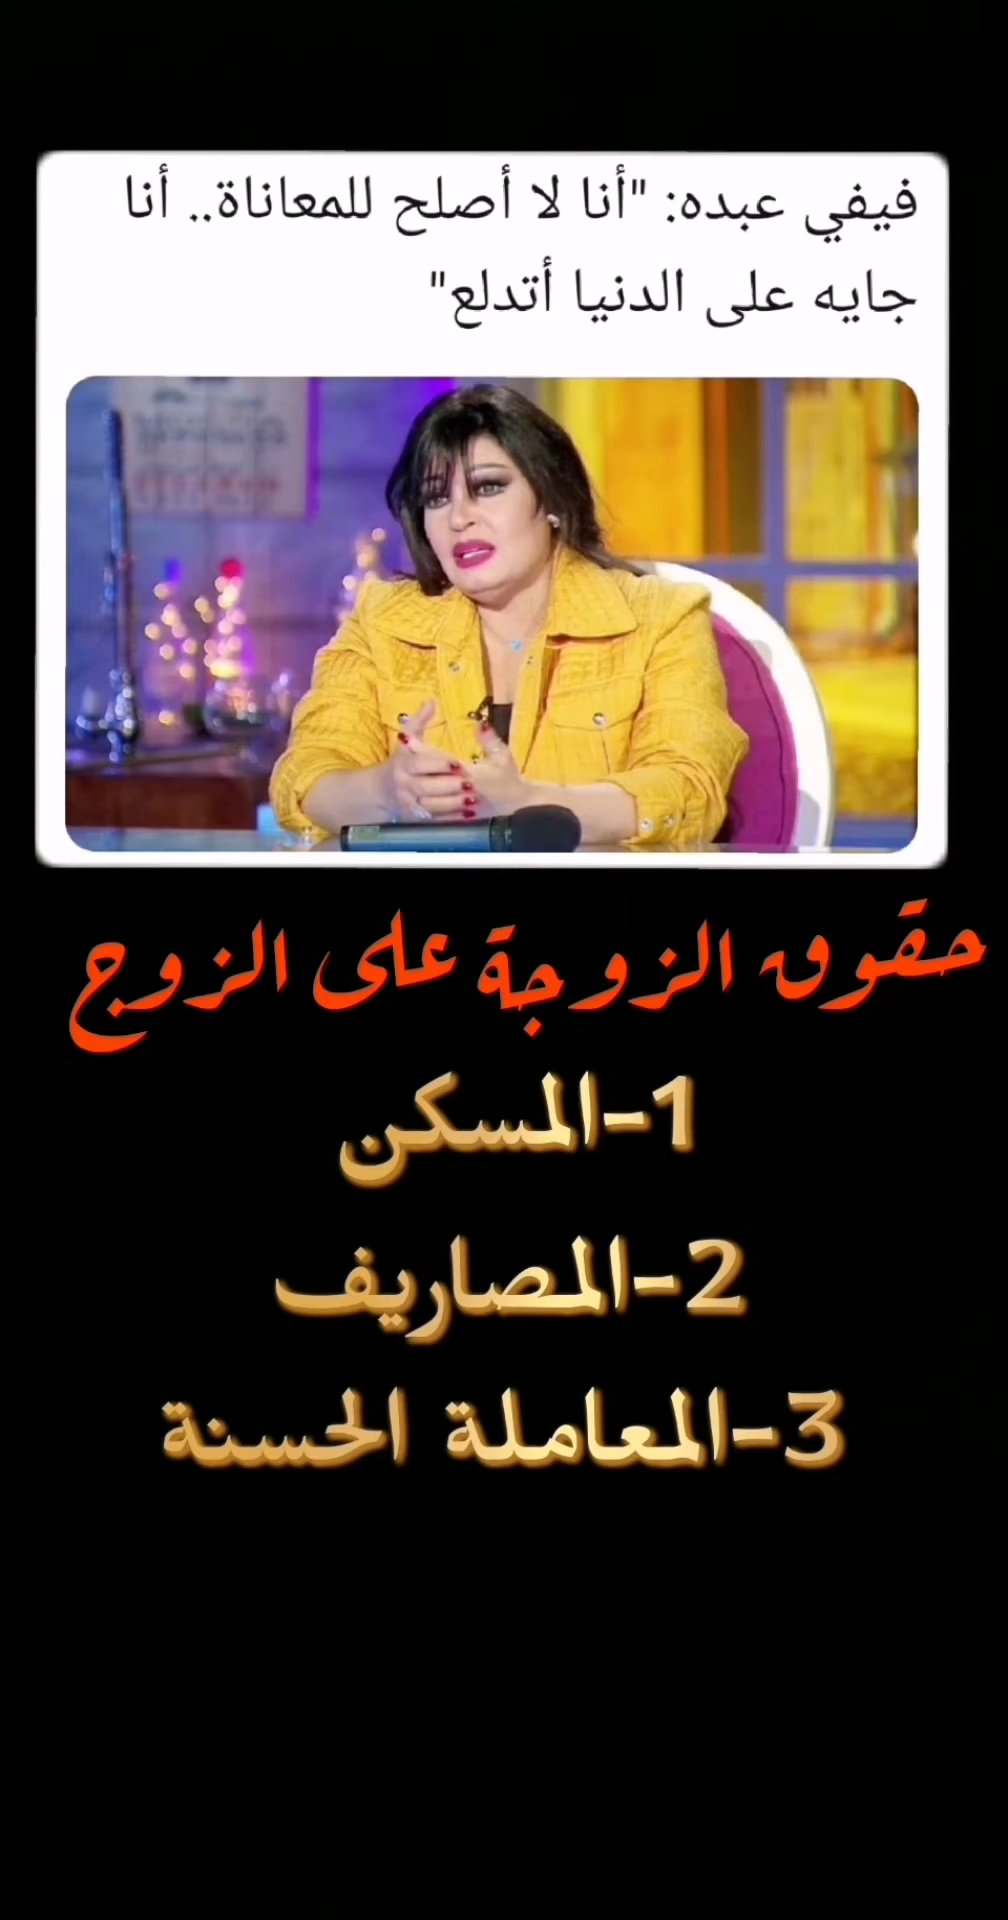 فيفي عبده: "أنا لا أصلح للمعاناة.. أنا
جايه على الدنيا أتدلع"
حقوق الزوجة على الزوج
1-المسكن
2-المصاريف
3-المعاملة الحسنة